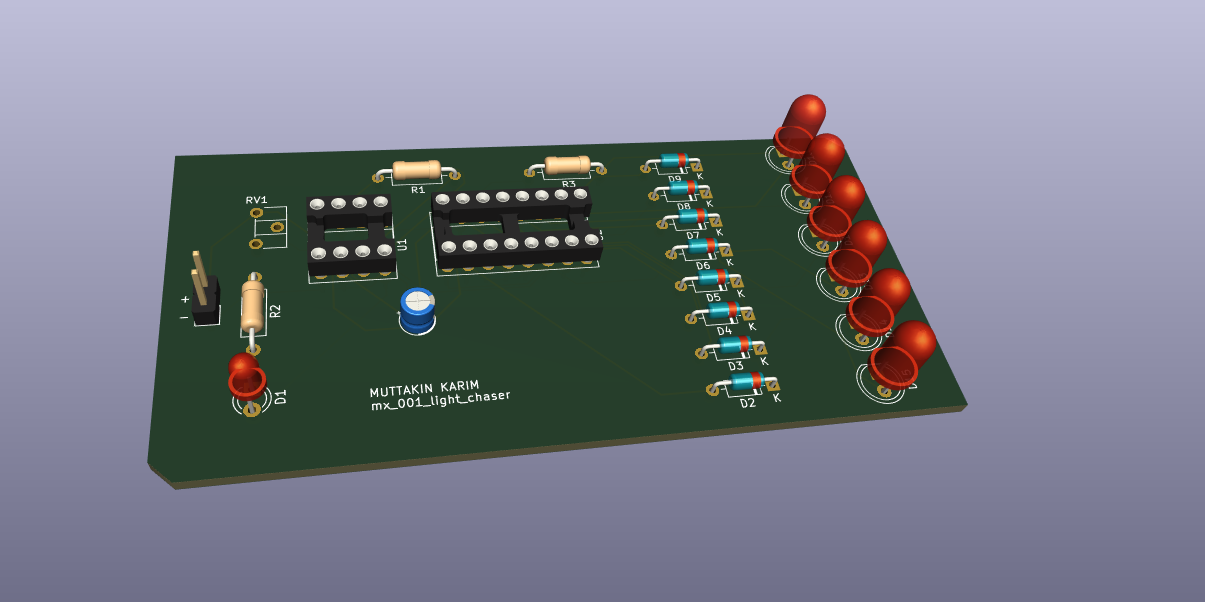 R1
R3
D9
K
RV1
D8
K
U1
D7
K
D6
K
+
D5
K
−
R2
D4
K
D3
K
D1
MUTTAKIN KARIM
mx_001_light_chaser
D2
K